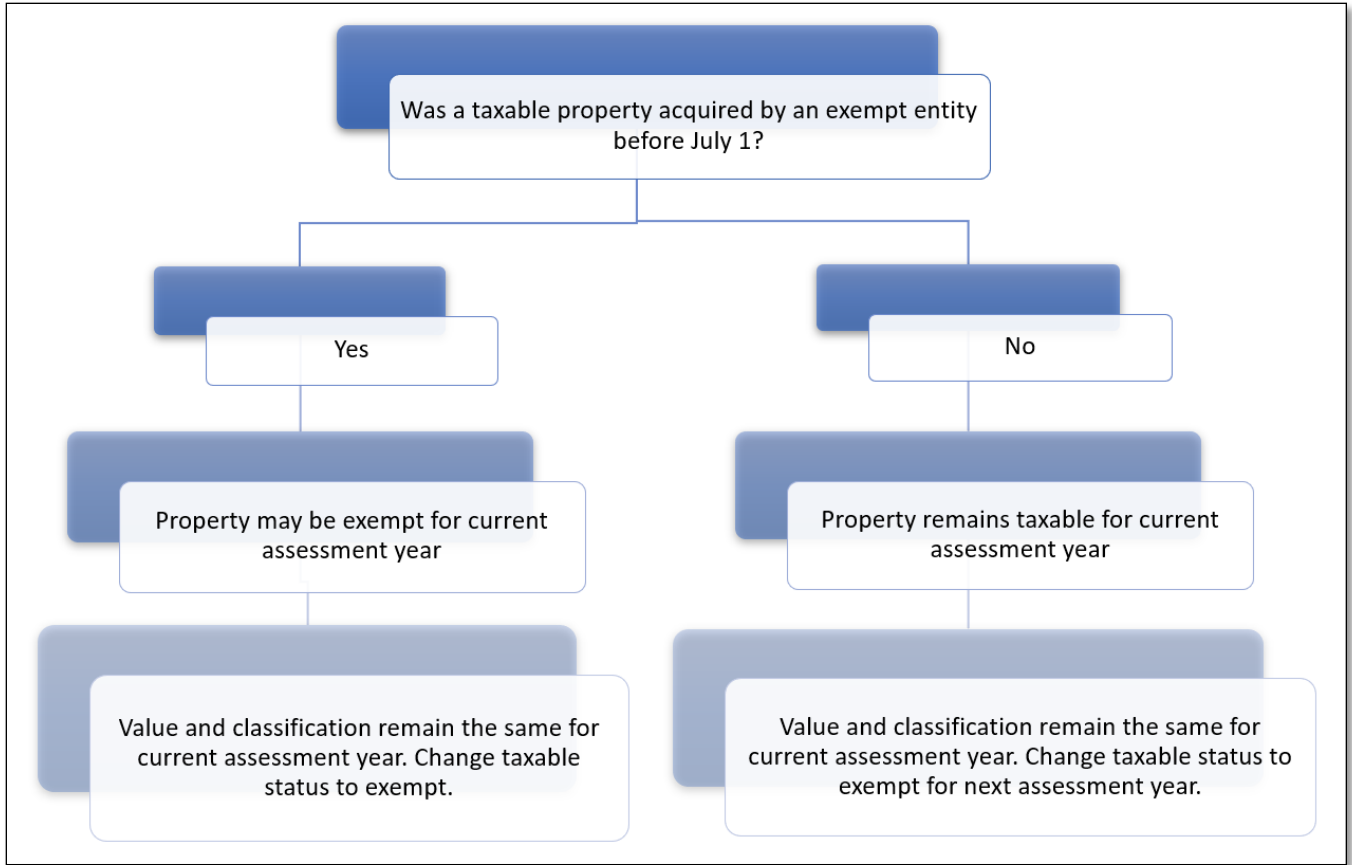 Was a taxable property acquired by an exempt entity
before July 1?
Yes
No
Property may be exempt for current
assessment year
Property remains taxable for current
assessment year
Value and classification remain the same for
current assessment year. Change taxable
status to exempt.
Value and classification remain the same for
current assessment year. Change taxable status to
exempt for next assessment year.